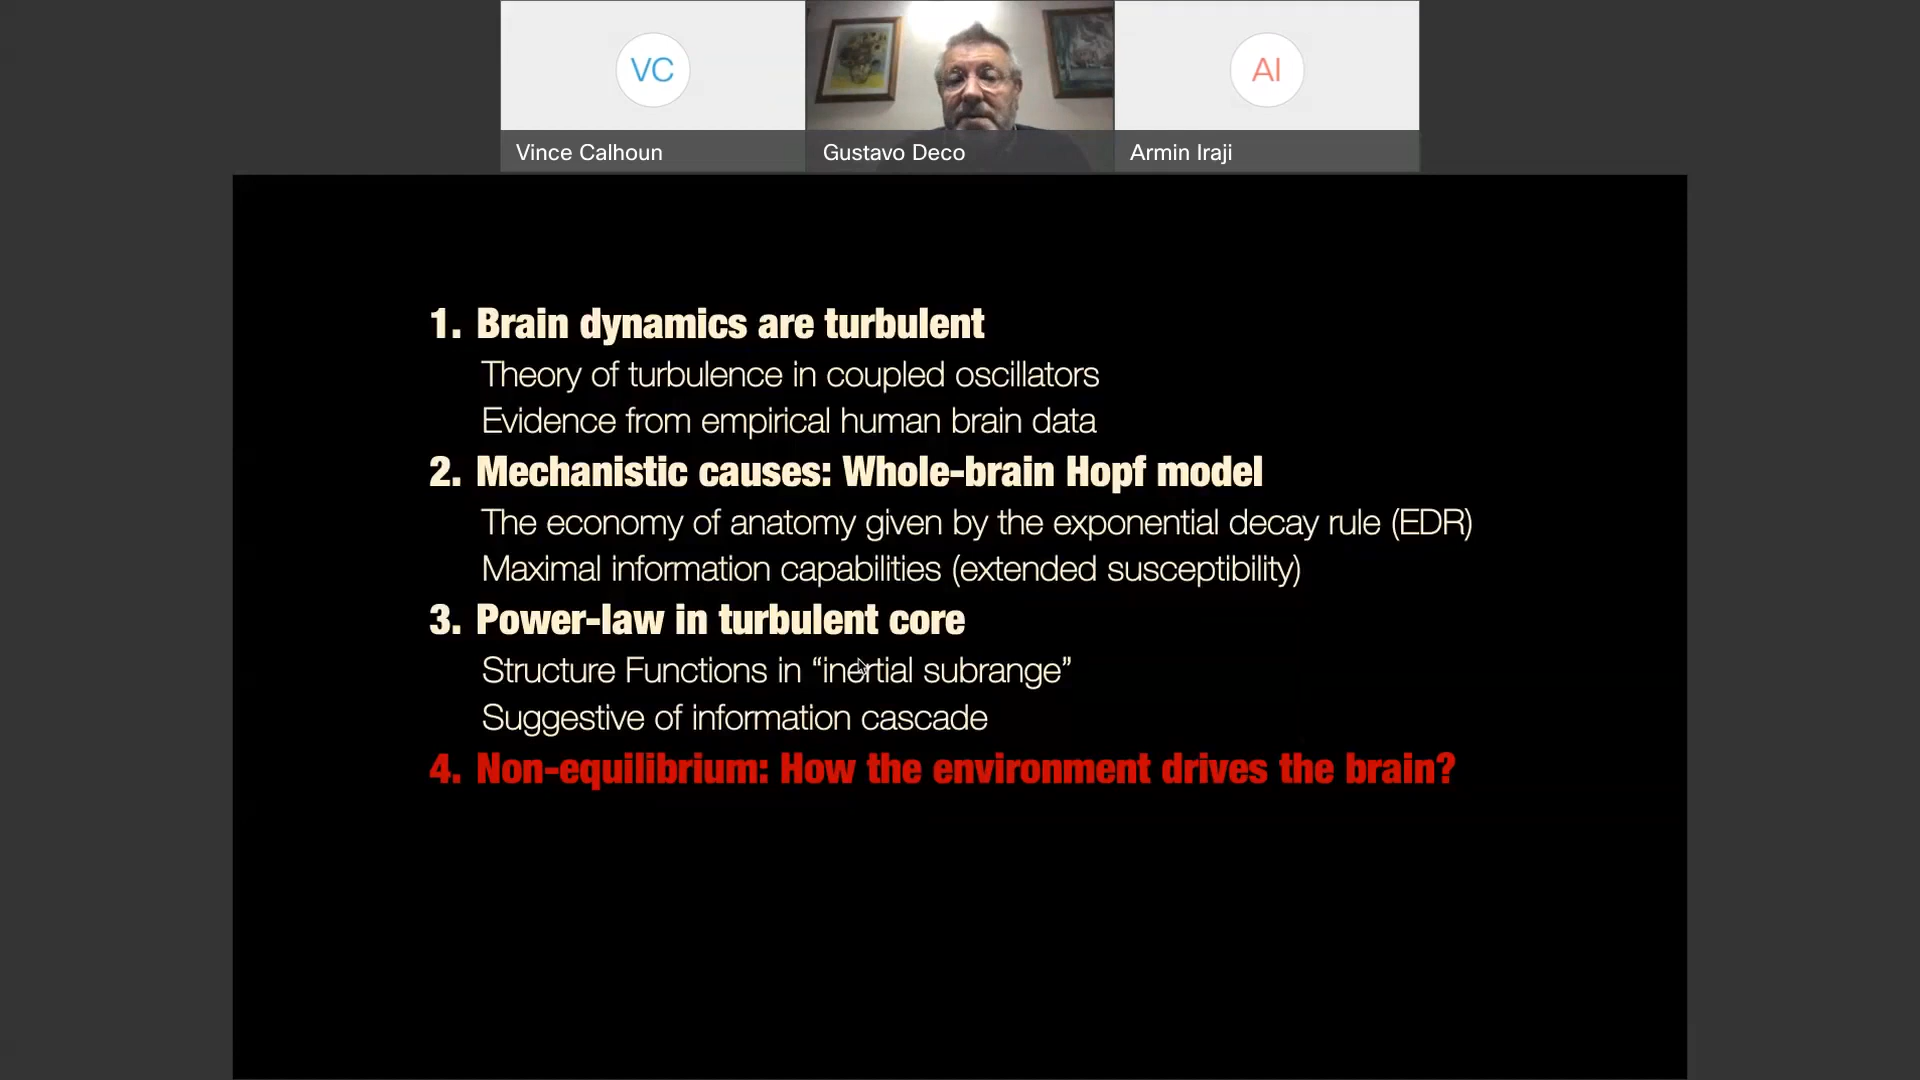 VC
AI
Vince Calhoun
Gustavo Deco
Armin Iraji
1. Brain dynamics are turbulent
Theory of turbulence in coupled oscillators
Evidence from empirical human brain data
2. Mechanistic causes: Whole-brain Hopf model
The economy of anatomy given by the exponential decay rule (EDR)
Maximal information capabilities (extended susceptibility)
3. Power-law in turbulent core
Structure Functions in “inertial subrange”
Suggestive of information cascade
4. Non-equilibrium: How the environment drives the brain?